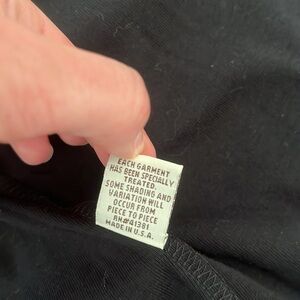 EACH GARMENT
HAS BEEN SPECIALLY
TREATED.
SOME SHADING AND
VARIATION WILL
OCCUR FROM
PIECE TO PIECE
RN#41381
MADE IN U.S.A.